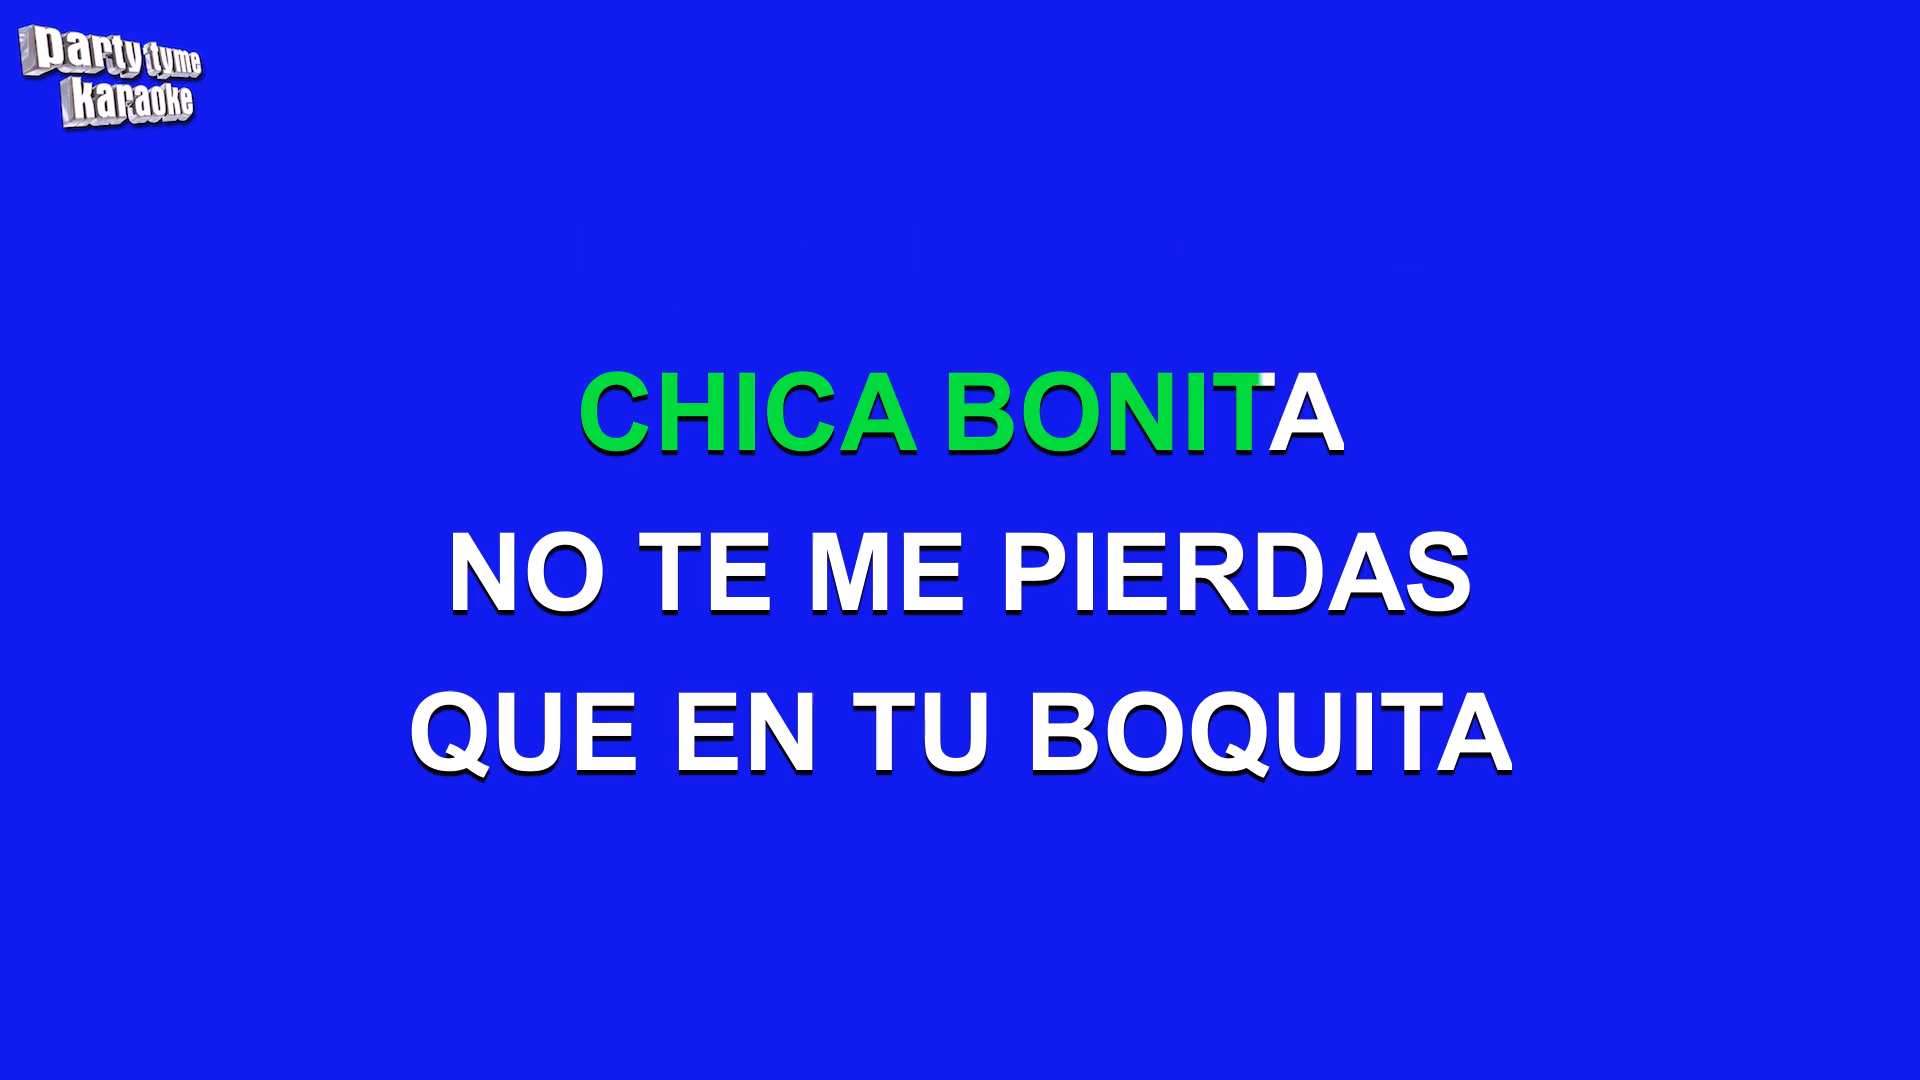 party tyme
karaoke
CHICA BONITA
NO TE ME PIERDAS
QUE EN TU BOQUITA